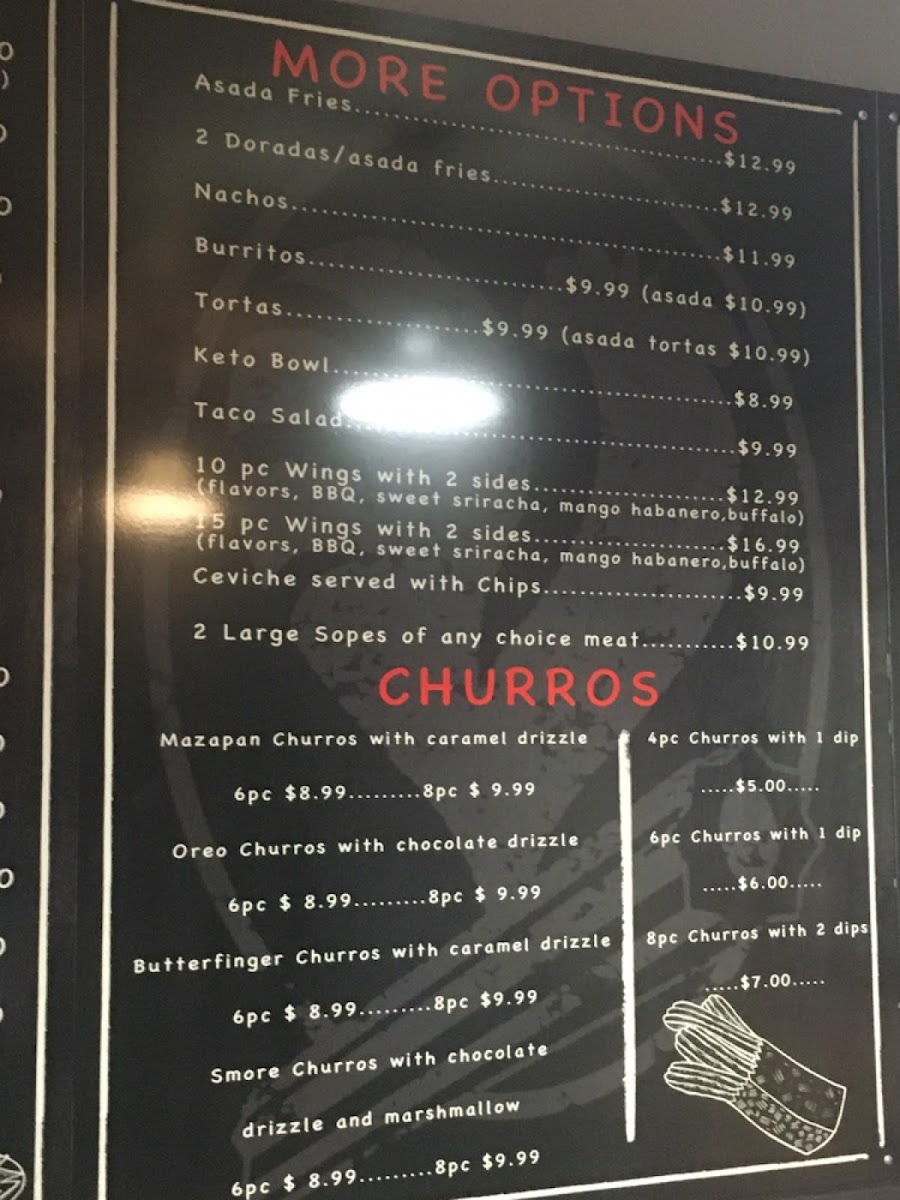 MORE OPTIONS
Asada Fries..............................................$12.99
2 Doradas/asada fries............................$12.99
Nachos......................................................$11.99
Burritos................................$9.99 (asada $10.99)
Tortas.......................$9.99 (asada tortas $10.99)
Keto Bowl................................................$8.99
Taco Salad..............................................$9.99
10 pc Wings with 2 sides.......................$12.99
(flavors, BBQ, sweet sriracha, mango habanero,buffalo)
15 pc Wings with 2 sides.......................$16.99
(flavors, BBQ, sweet sriracha, mango habanero,buffalo)
Ceviche served with Chips........................$9.99
2 Large Sopes of any choice meat...........$10.99
CHURROS
Mazapan Churros with caramel drizzle
6pc $8.99.........8pc $ 9.99
Oreo Churros with chocolate drizzle
6pc $ 8.99.........8pc $ 9.99
Butterfinger Churros with caramel drizzle
6pc $ 8.99.........8pc $9.99
Smore Churros with chocolate
drizzle and marshmallow
6pc $ 8.99.........8pc $9.99
4pc Churros with 1 dip
.....$5.00.....
6pc Churros with 1 dip
.....$6.00.....
8pc Churros with 2 dips
.....$7.00.....